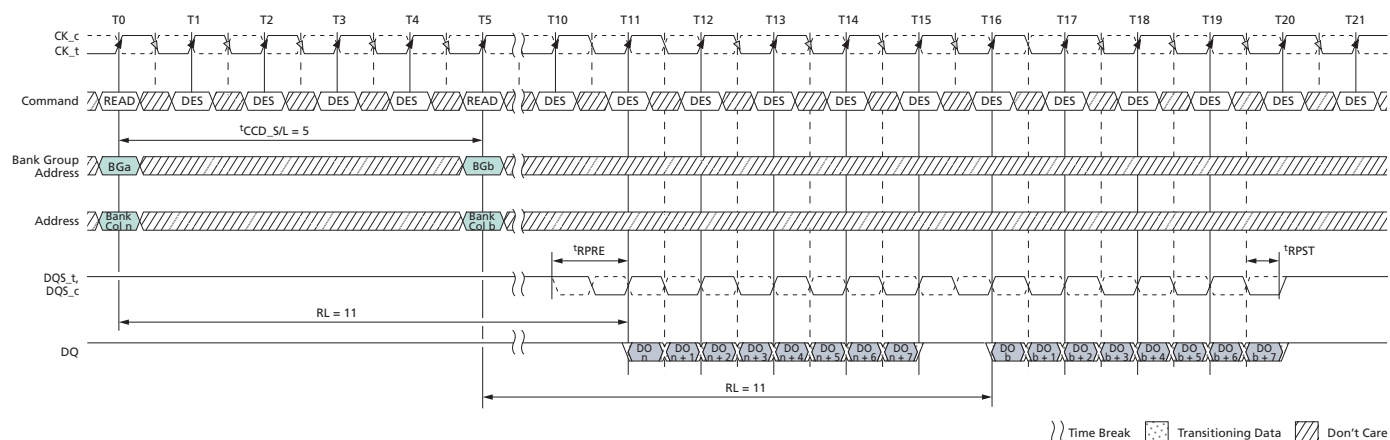 T0 T1 T2 T3 T4 T5 T10 T11 T12 T13 T14 T15 T16 T17 T18 T19 T20 T21
CK_c
CK_t
Command READ DES DES DES DES READ DES DES DES DES DES DES DES DES DES DES DES DES
tCCD_S/L = 5
Bank Group
Address
BGa BGb
Address
Bank
Col n
Bank
Col b
tRPRE tRPST
DQS_t,
DQS_c
RL = 11
DQ
DO
n
DO
n + 1
DO
n + 2
DO
n + 3
DO
n + 4
DO
n + 5
DO
n + 6
DO
n + 7
DO
b
DO
b + 1
DO
b + 2
DO
b + 3
DO
b + 4
DO
b + 5
DO
b + 6
DO
b + 7
RL = 11
Time Break Transitioning Data Don't Care